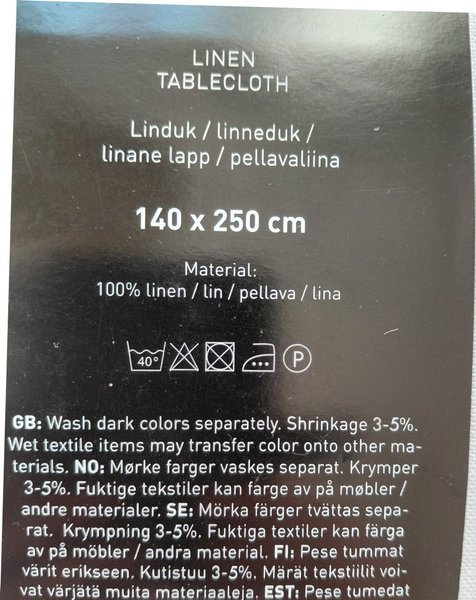 LINEN
TABLECLOTH
Linduk / linneduk /
linane lapp / pellavaliina
140 x 250 cm
Material:
100% linen / lin / pellava / lina
40°
P
GB: Wash dark colors separately. Shrinkage 3-5%.
Wet textile items may transfer color onto other ma-
terials. NO: Mørke farger vaskes separat. Krymper
3-5%. Fuktige tekstiler kan farge av på møbler /
andre materialer. SE: Mörka färger tvättas sepa-
rat. Krympning 3-5%. Fuktiga textiler kan färga
av på möbler / andra material. FI: Pese tummat
värit erikseen. Kutistuu 3-5%. Märät tekstiilit voi-
vat värjätä muita materiaaleja. EST: Pese tumedat